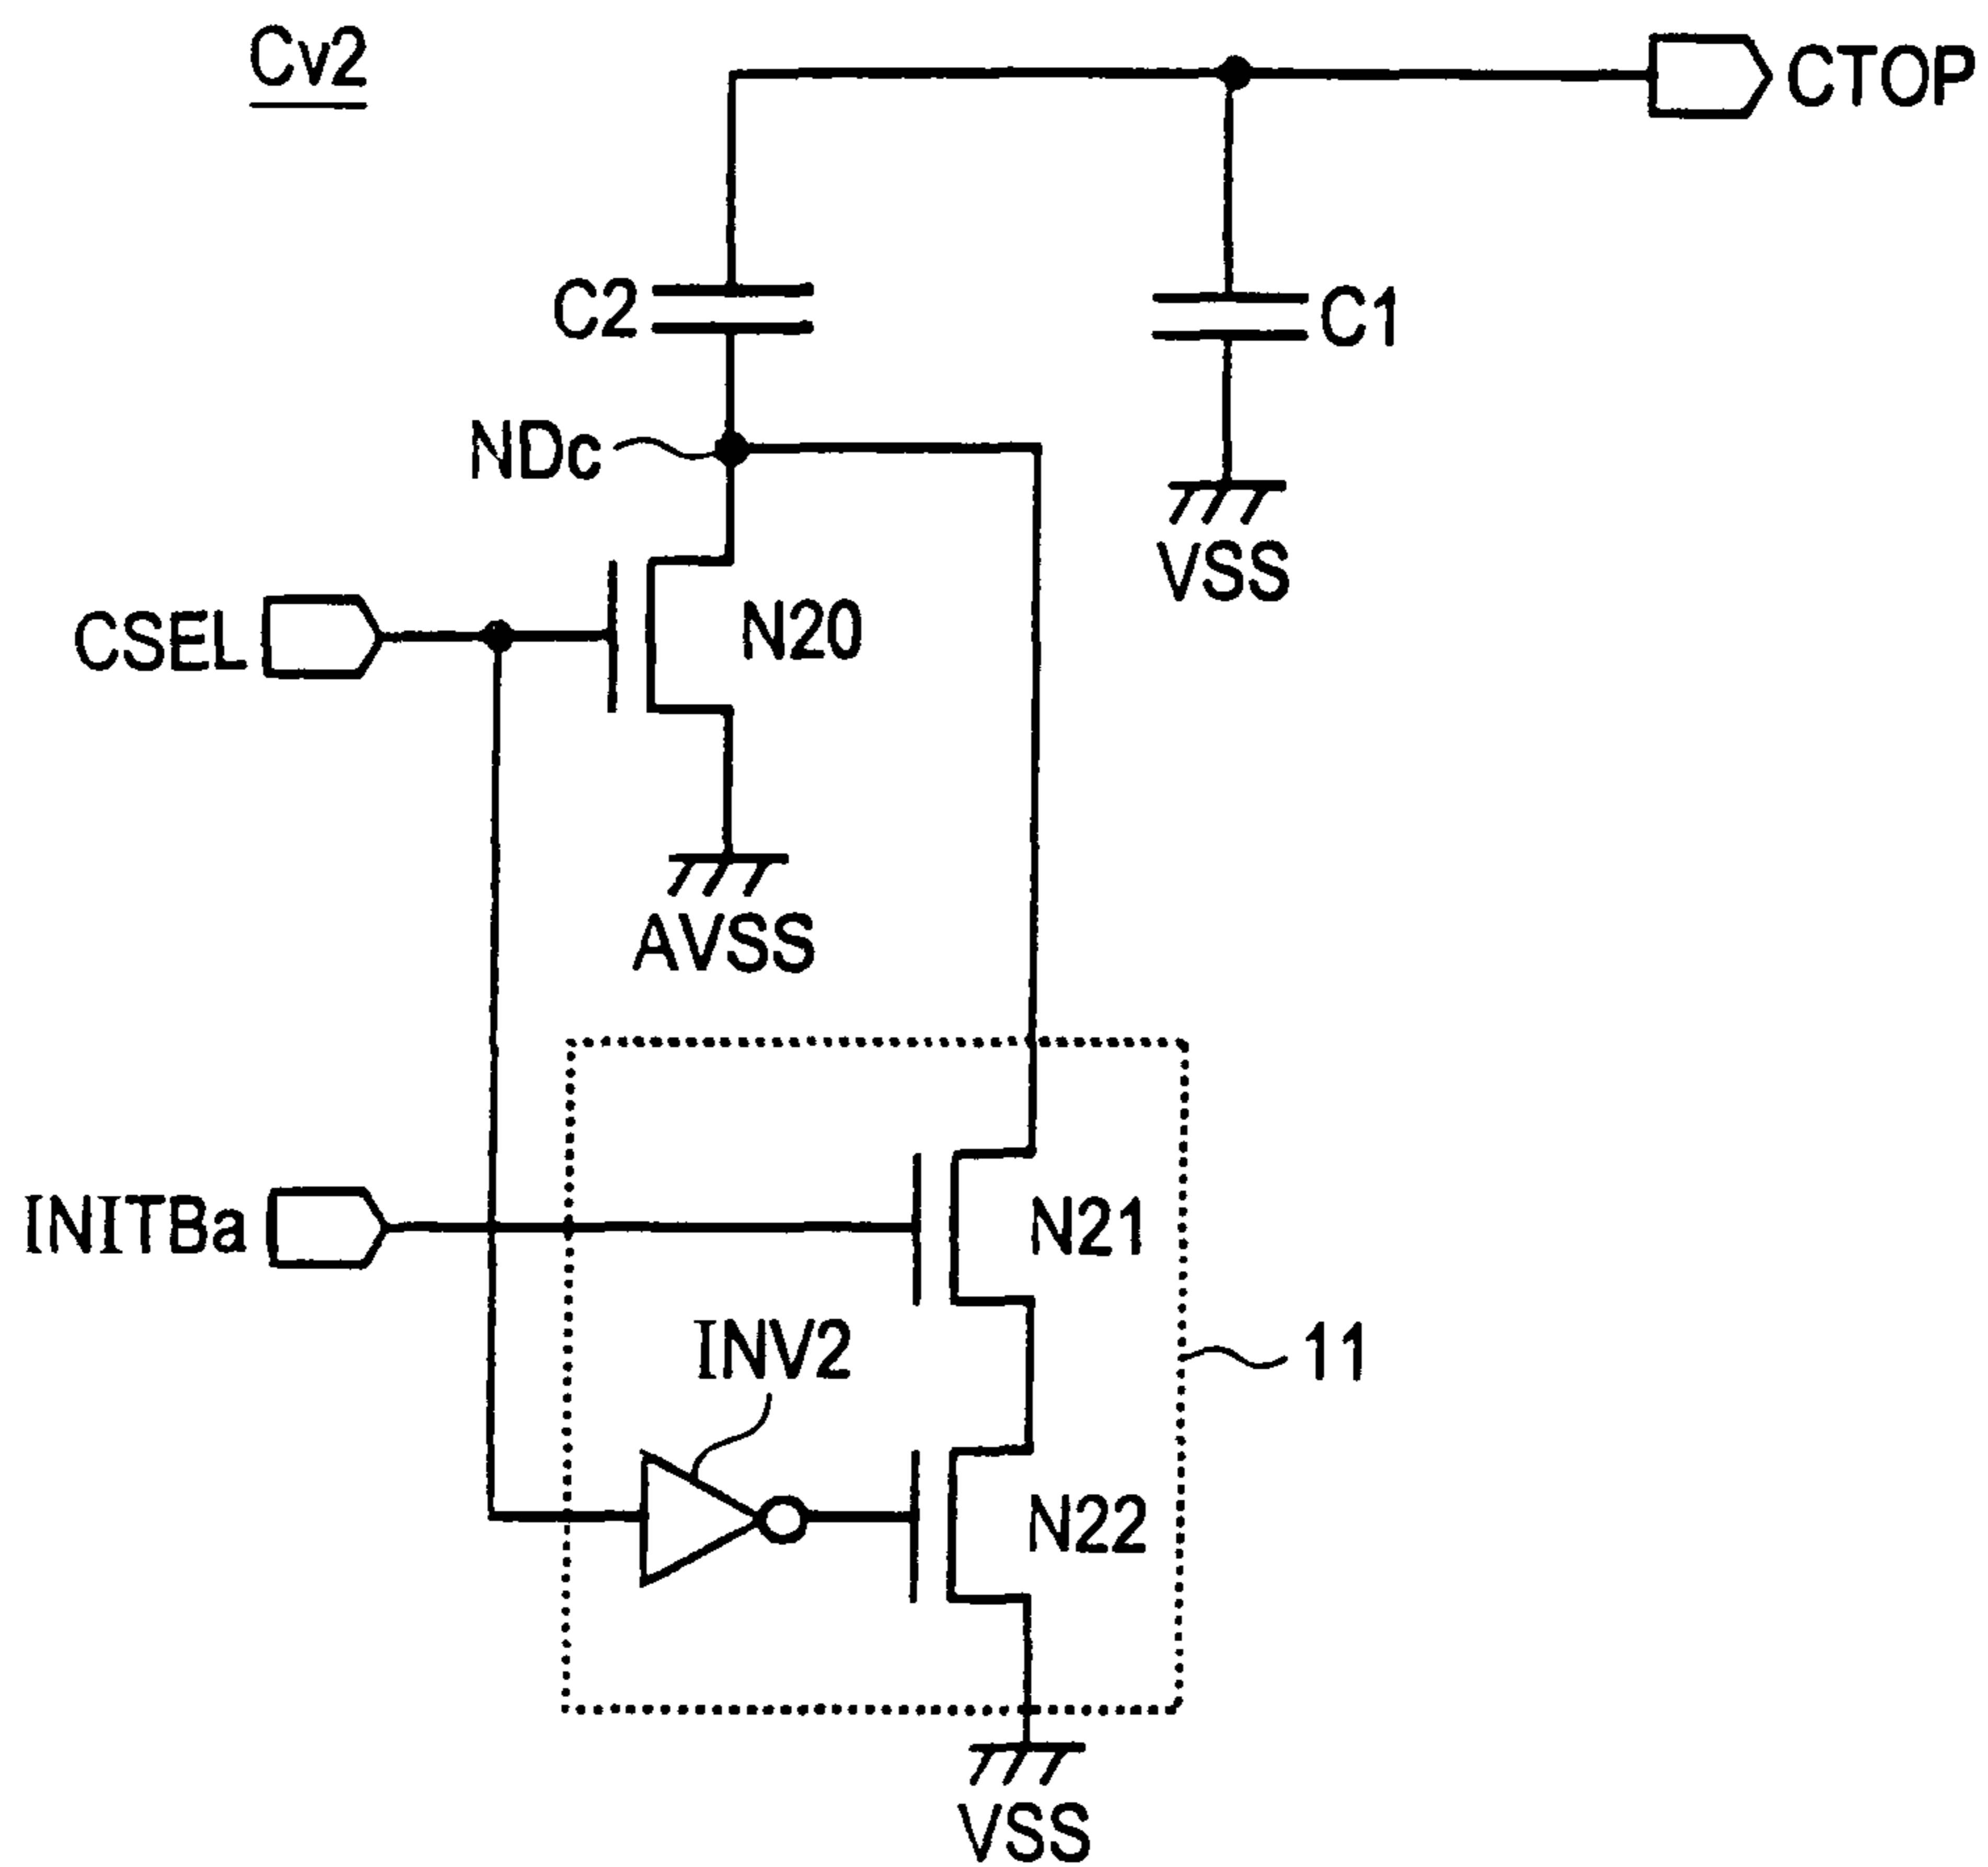 Cv2
CTOP
C2
C1
NDc
VSS
CSEL
N20
AVSS
INITBa
N21
INV2
11
N22
VSS